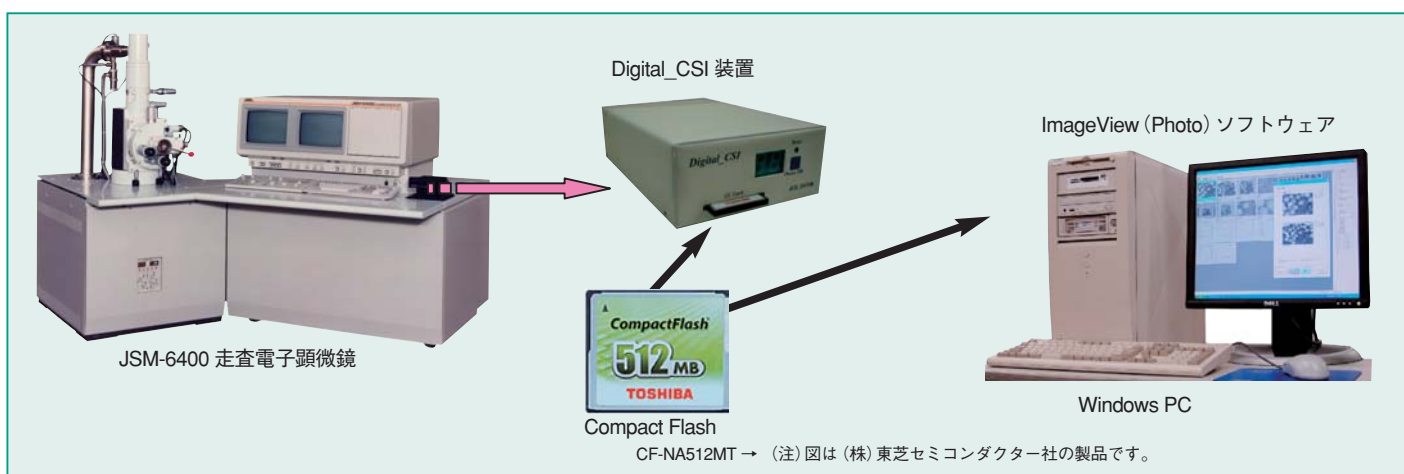 Digital_CSI 装置
ImageView (Photo) ソフトウェア
Digital_CSI
CompactFlash
512 MB
TOSHIBA
JSM-6400 走査電子顕微鏡
Compact Flash
Windows PC
CF-NA512MT → (注) 図は (株) 東芝セミコンダクター社の製品です。